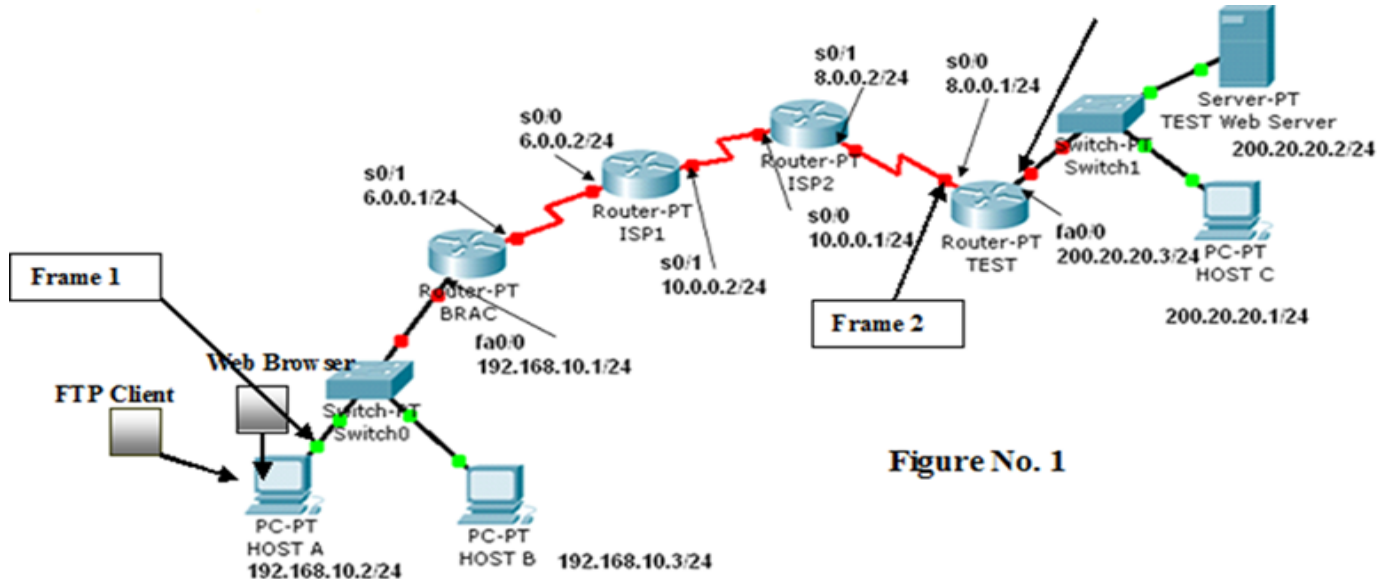 s0/1
8.0.0.2/24
s0/0
8.0.0.1/24
Server-PT
TEST Web Server
200.20.20.2/24
s0/0
6.0.0.2/24
Router-PT
ISP2
Switch-PT
Switch1
s0/1
6.0.0.1/24
Router-PT
ISP1
s0/0
10.0.0.1/24
Router-PT
TEST
fa0/0
200.20.20.3/24
PC-PT
HOST C
200.20.20.1/24
s0/1
10.0.0.2/24
Frame 1
Router-PT
BRAC
Frame 2
fa0/0
192.168.10.1/24
Web Browser
FTP Client
Switch-PT
Switch0
Figure No. 1
PC-PT
HOST A
192.168.10.2/24
PC-PT
HOST B
192.168.10.3/24